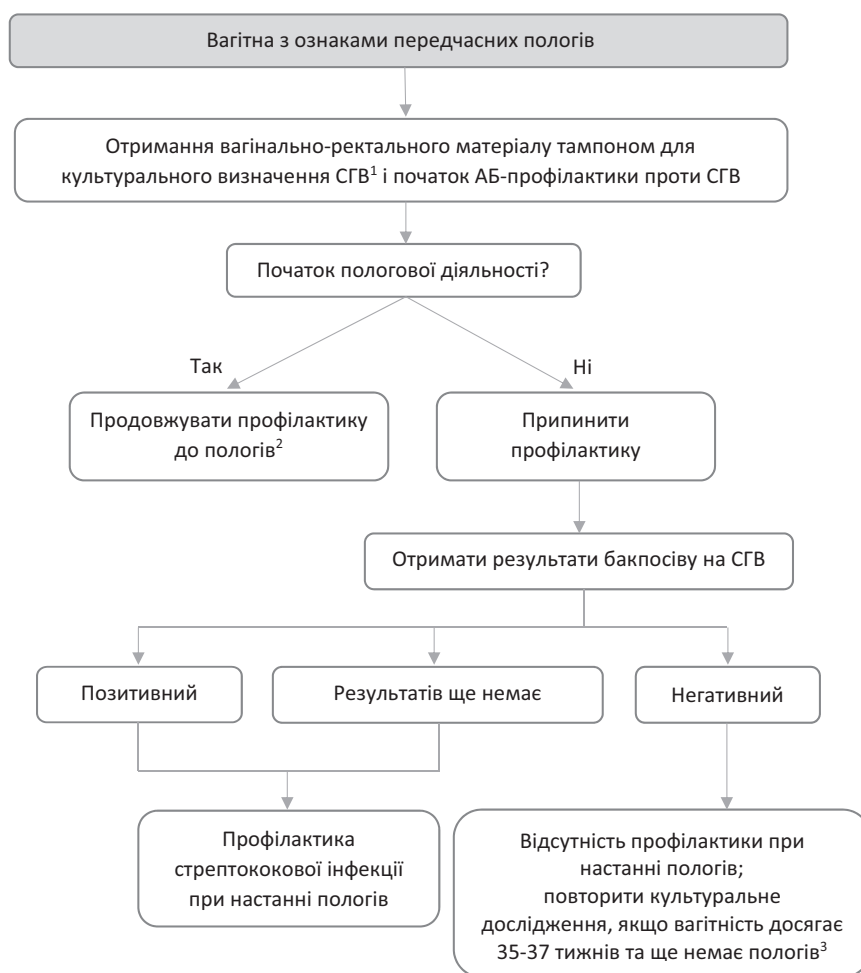 Вагітна з ознаками передчасних пологів
Отримання вагінально-ректального матеріалу тампоном для
культурального визначення СГВ¹ і початок АБ-профілактики проти СГВ
Початок пологової діяльності?
Так
Ні
Продовжувати профілактику
до пологів²
Припинити
профілактику
Отримати результати бакпосіву на СГВ
Позитивний
Результатів ще немає
Негативний
Профілактика
стрептококової інфекції
при настанні пологів
Відсутність профілактики при
настанні пологів;
повторити культуральне
дослідження, якщо вагітність досягає
35-37 тижнів та ще немає пологів³